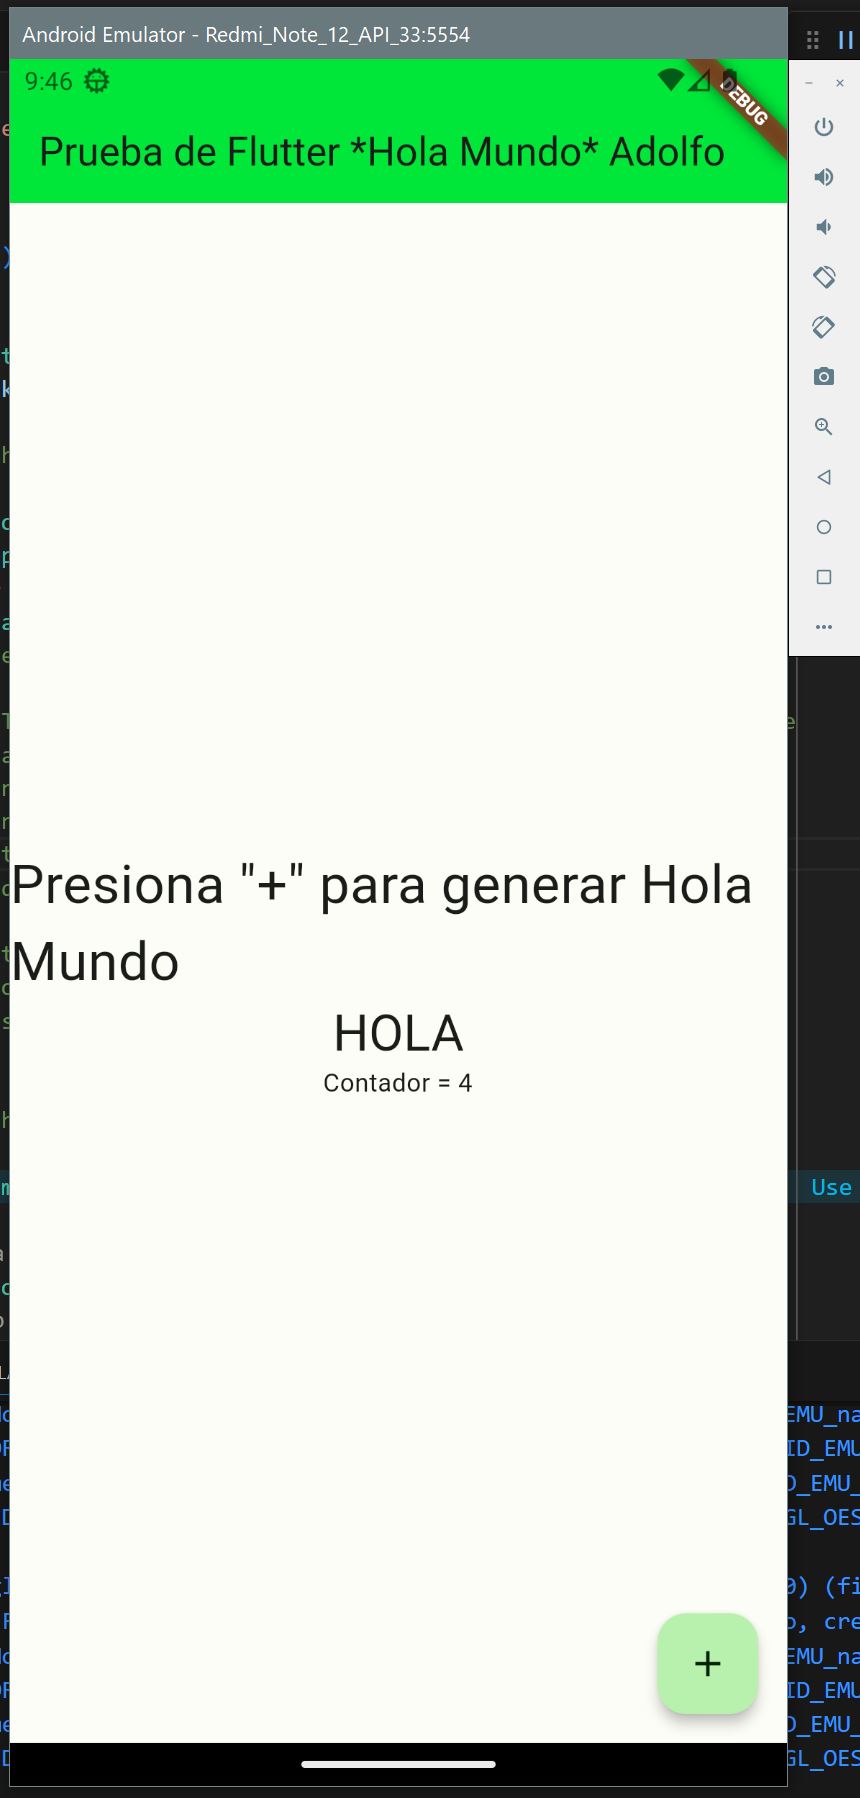 Android Emulator - Redmi_Note_12_API_33:5554
9:46
DEBUG
Prueba de Flutter *Hola Mundo* Adolfo
Presiona "+" para generar Hola
Mundo
HOLA
Contador = 4
Use
EMU_na
ID_EMU
D_EMU_
GL_OES
0) (fi
o, cre
EMU_na
ID_EMU
D_EMU_
GL_OES
+